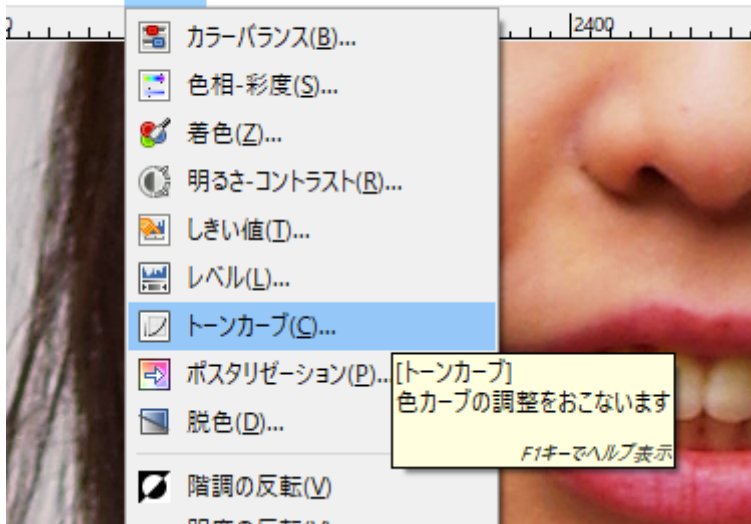 2400
カラーバランス(B)...
色相-彩度(S)...
着色(Z)...
明るさ-コントラスト(R)...
しきい値(T)...
レベル(L)...
トーンカーブ(C)...
ポスタリゼーション(P)...
[トーンカーブ]
色カーブの調整をおこないます
F1キーでヘルプ表示
脱色(D)...
階調の反転(V)